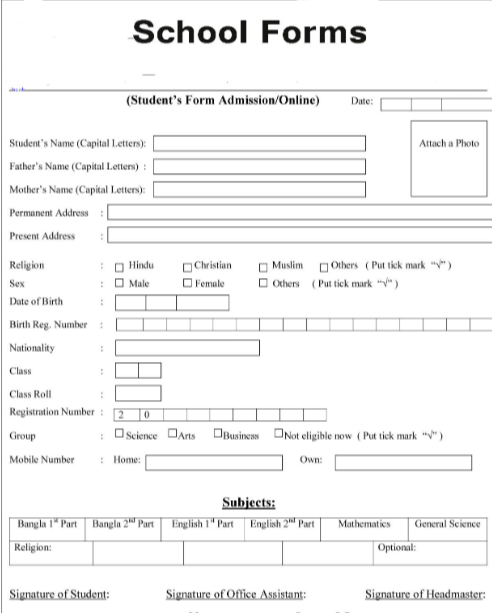 School Forms
(Student's Form Admission/Online) Date:
Attach a Photo
Student's Name (Capital Letters):
Father's Name (Capital Letters) :
Mother's Name (Capital Letters):
Permanent Address :
Present Address :
Religion : Hindu Christian Muslim Others ( Put tick mark “√” )
Sex : Male Female Others ( Put tick mark “√” )
Date of Birth :
Birth Reg. Number :
Nationality :
Class :
Class Roll :
Registration Number : 2 0
Group : Science Arts Business Not eligible now ( Put tick mark “√” )
Mobile Number : Home: Own:
Subjects:
Bangla 1st Part Bangla 2nd Part English 1st Part English 2nd Part Mathematics General Science
Religion: Optional:
Signature of Student: Signature of Office Assistant: Signature of Headmaster: